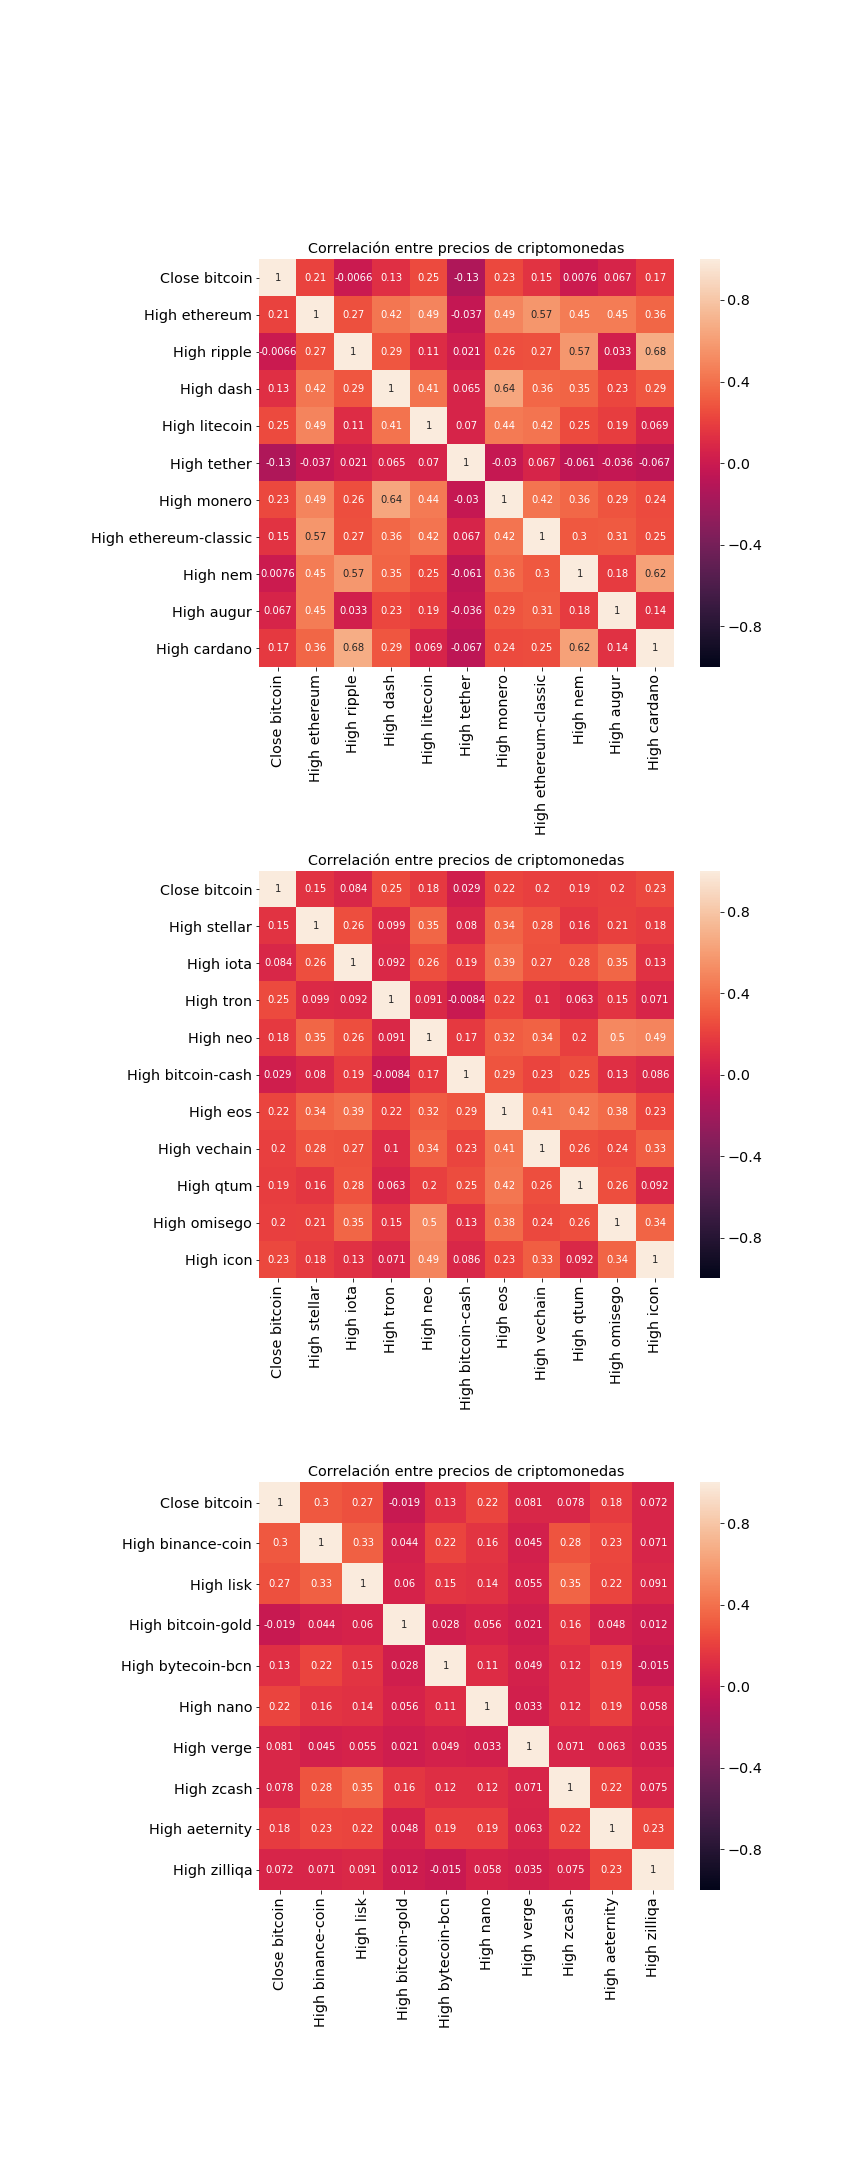 Correlación entre precios de criptomonedas
Close bitcoin 1 0.21 -0.0066 0.13 0.25 -0.13 0.23 0.15 0.0076 0.067 0.17
High ethereum 0.21 1 0.27 0.42 0.49 -0.037 0.49 0.57 0.45 0.45 0.36
High ripple -0.0066 0.27 1 0.29 0.11 0.021 0.26 0.27 0.57 0.033 0.68
High dash 0.13 0.42 0.29 1 0.41 0.065 0.64 0.36 0.35 0.23 0.29
High litecoin 0.25 0.49 0.11 0.41 1 0.07 0.44 0.42 0.25 0.19 0.069
High tether -0.13 -0.037 0.021 0.065 0.07 1 -0.03 0.067 -0.061 -0.036 -0.067
High monero 0.23 0.49 0.26 0.64 0.44 -0.03 1 0.42 0.36 0.29 0.24
High ethereum-classic 0.15 0.57 0.27 0.36 0.42 0.067 0.42 1 0.3 0.31 0.25
High nem 0.0076 0.45 0.57 0.35 0.25 -0.061 0.36 0.3 1 0.18 0.62
High augur 0.067 0.45 0.033 0.23 0.19 -0.036 0.29 0.31 0.18 1 0.14
High cardano 0.17 0.36 0.68 0.29 0.069 -0.067 0.24 0.25 0.62 0.14 1
Close bitcoin High ethereum High ripple High dash High litecoin High tether High monero High ethereum-classic High nem High augur High cardano
0.8
0.4
0.0
−0.4
−0.8
Correlación entre precios de criptomonedas
Close bitcoin 1 0.15 0.084 0.25 0.18 0.029 0.22 0.2 0.19 0.2 0.23
High stellar 0.15 1 0.26 0.099 0.35 0.08 0.34 0.28 0.16 0.21 0.18
High iota 0.084 0.26 1 0.092 0.26 0.19 0.39 0.27 0.28 0.35 0.13
High tron 0.25 0.099 0.092 1 0.091 -0.0084 0.22 0.1 0.063 0.15 0.071
High neo 0.18 0.35 0.26 0.091 1 0.17 0.32 0.34 0.2 0.5 0.49
High bitcoin-cash 0.029 0.08 0.19 -0.0084 0.17 1 0.29 0.23 0.25 0.13 0.086
High eos 0.22 0.34 0.39 0.22 0.32 0.29 1 0.41 0.42 0.38 0.23
High vechain 0.2 0.28 0.27 0.1 0.34 0.23 0.41 1 0.26 0.24 0.33
High qtum 0.19 0.16 0.28 0.063 0.2 0.25 0.42 0.26 1 0.26 0.092
High omisego 0.2 0.21 0.35 0.15 0.5 0.13 0.38 0.24 0.26 1 0.34
High icon 0.23 0.18 0.13 0.071 0.49 0.086 0.23 0.33 0.092 0.34 1
Close bitcoin High stellar High iota High tron High neo High bitcoin-cash High eos High vechain High qtum High omisego High icon
0.8
0.4
0.0
−0.4
−0.8
Correlación entre precios de criptomonedas
Close bitcoin 1 0.3 0.27 -0.019 0.13 0.22 0.081 0.078 0.18 0.072
High binance-coin 0.3 1 0.33 0.044 0.22 0.16 0.045 0.28 0.23 0.071
High lisk 0.27 0.33 1 0.06 0.15 0.14 0.055 0.35 0.22 0.091
High bitcoin-gold -0.019 0.044 0.06 1 0.028 0.056 0.021 0.16 0.048 0.012
High bytecoin-bcn 0.13 0.22 0.15 0.028 1 0.11 0.049 0.12 0.19 -0.015
High nano 0.22 0.16 0.14 0.056 0.11 1 0.033 0.12 0.19 0.058
High verge 0.081 0.045 0.055 0.021 0.049 0.033 1 0.071 0.063 0.035
High zcash 0.078 0.28 0.35 0.16 0.12 0.12 0.071 1 0.22 0.075
High aeternity 0.18 0.23 0.22 0.048 0.19 0.19 0.063 0.22 1 0.23
High zilliqa 0.072 0.071 0.091 0.012 -0.015 0.058 0.035 0.075 0.23 1
Close bitcoin High binance-coin High lisk High bitcoin-gold High bytecoin-bcn High nano High verge High zcash High aeternity High zilliqa
0.8
0.4
0.0
−0.4
−0.8